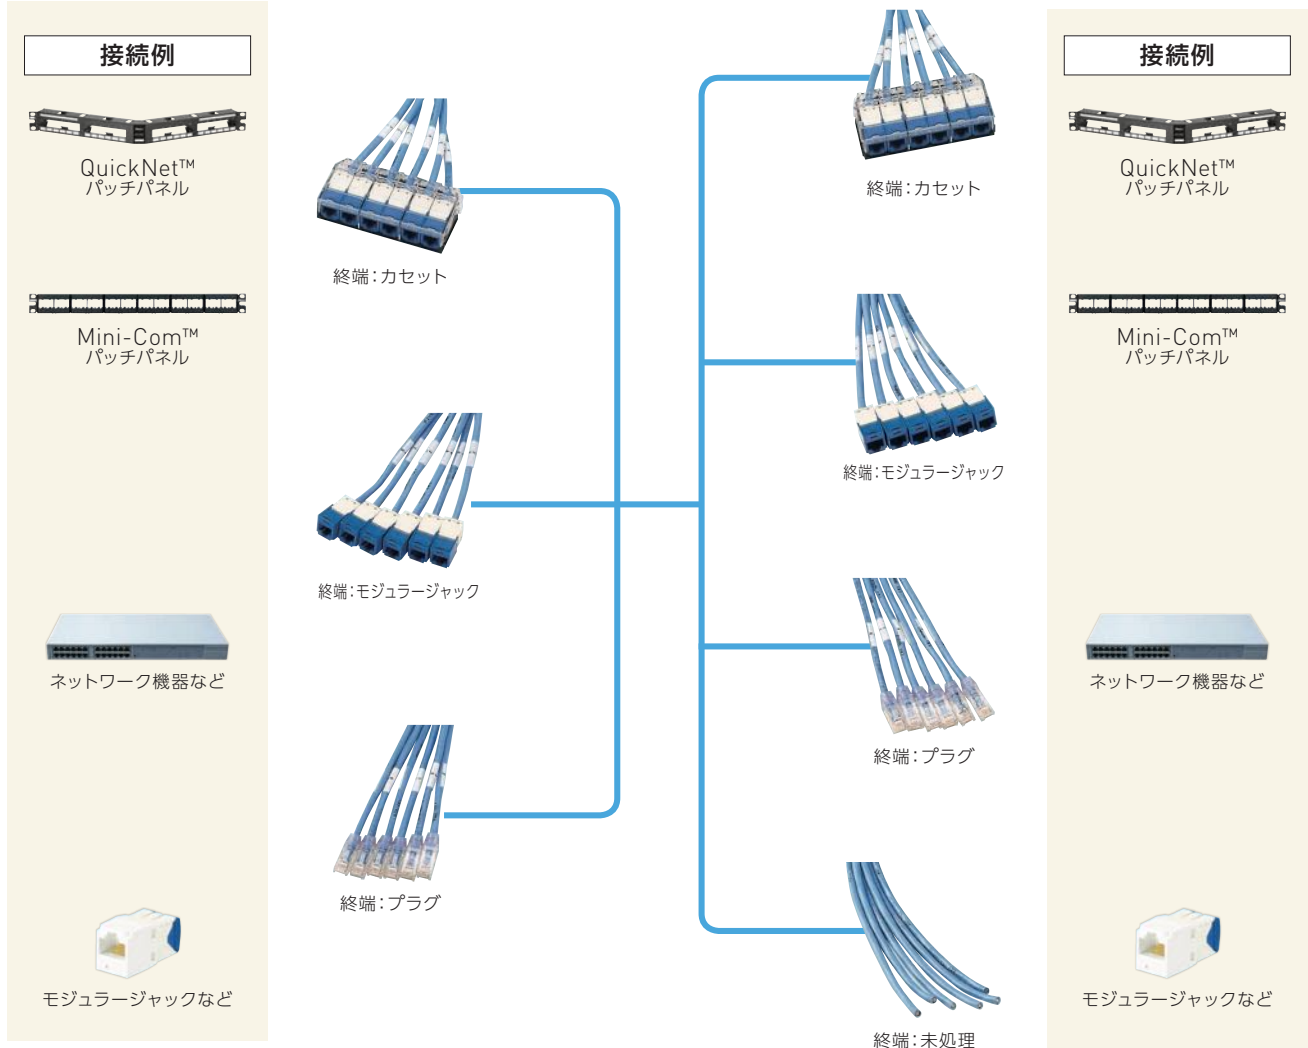 接続例
QuickNet™
パッチパネル
Mini-Com™
パッチパネル
ネットワーク機器など
モジュラージャックなど
終端：カセット
終端：モジュラージャック
終端：プラグ
終端：カセット
終端：モジュラージャック
終端：プラグ
終端：未処理
接続例
QuickNet™
パッチパネル
Mini-Com™
パッチパネル
ネットワーク機器など
モジュラージャックなど